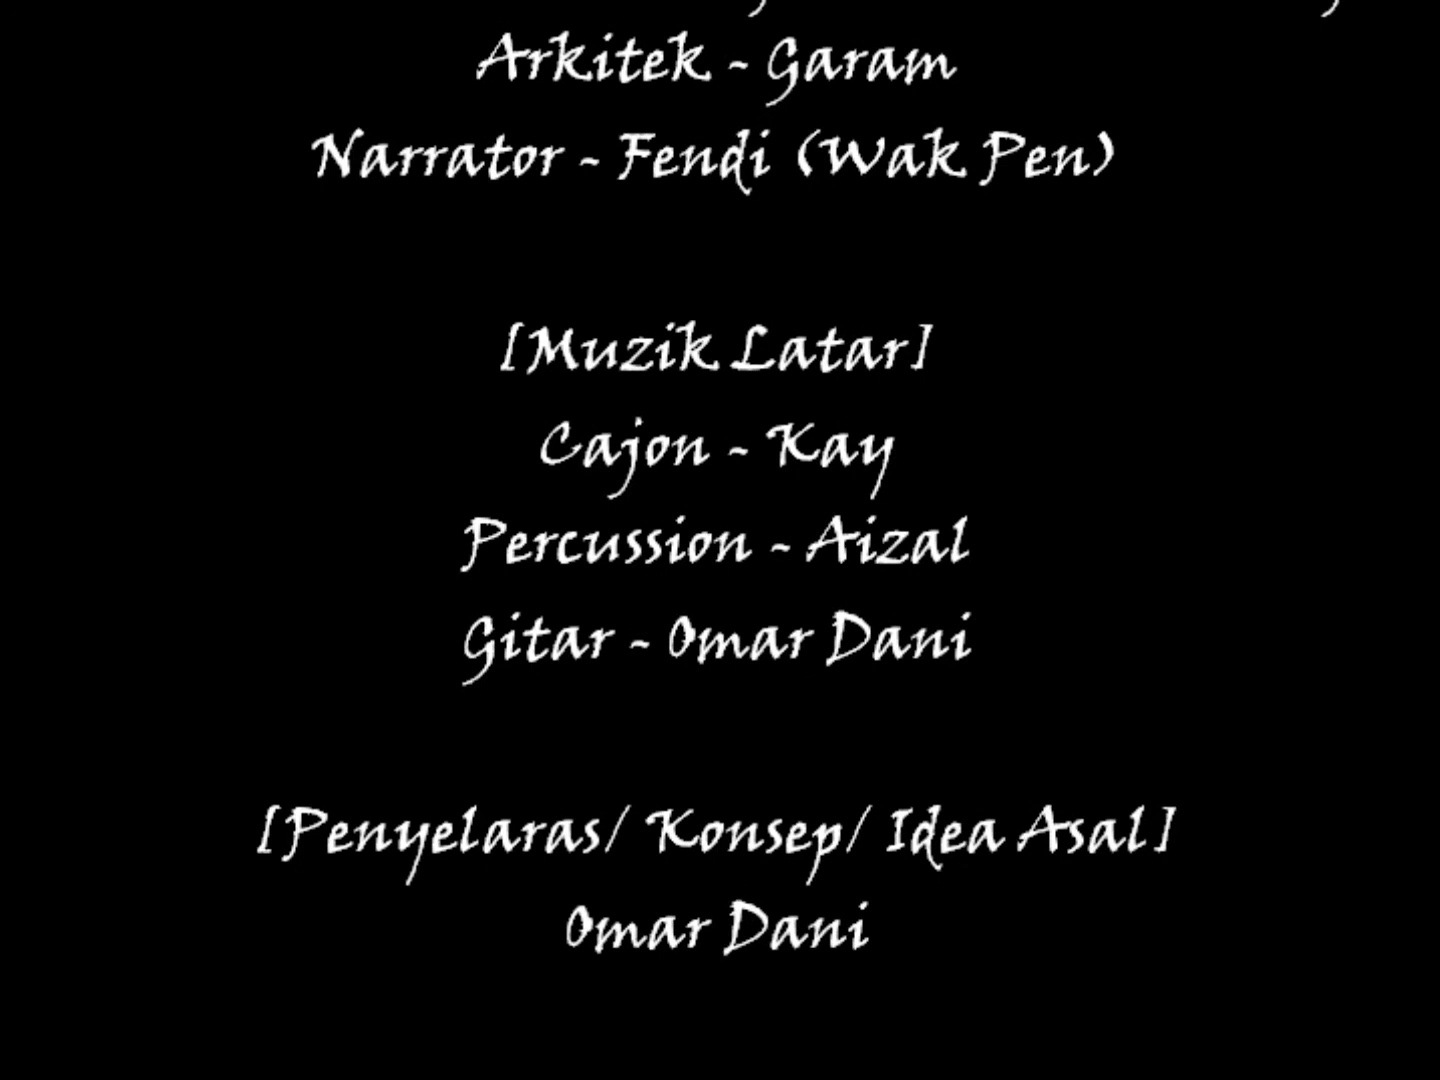 Arkitek - Garam
Narrator - Fendi (Wak Pen)
[Muzik Latar]
Cajon - Kay
Percussion - Aizal
Gitar - Omar Dani
[Penyelaras/ Konsep/ Idea Asal]
Omar Dani